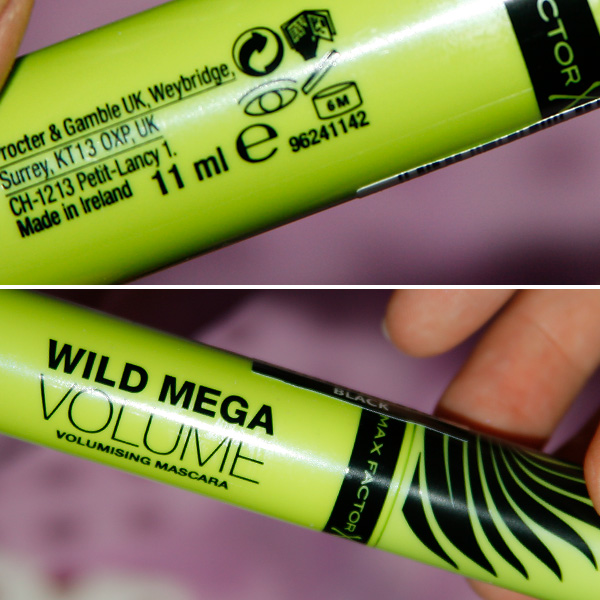 rocter & Gamble UK, Weybridge,
Surrey, KT13 0XP, UK
CH-1213 Petit-Lancy 1.
Made in Ireland
11 ml e
6M
96241142
CTOR X
WILD MEGA
VOLUME
VOLUMISING MASCARA
BLACK
MAX FACTOR X